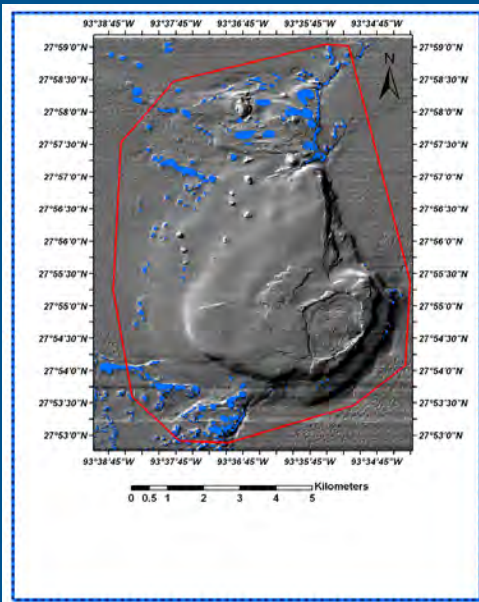 93°38'45"W 93°37'45"W 93°36'45"W 93°35'45"W 93°34'45"W
27°59'0"N 27°59'0"N
N
27°58'30"N 27°58'30"N
27°58'0"N 27°58'0"N
27°57'30"N 27°57'30"N
27°57'0"N 27°57'0"N
27°56'30"N 27°56'30"N
27°56'0"N 27°56'0"N
27°55'30"N 27°55'30"N
27°55'0"N 27°55'0"N
27°54'30"N 27°54'30"N
27°54'0"N 27°54'0"N
27°53'30"N 27°53'30"N
27°53'0"N 27°53'0"N
93°38'45"W 93°37'45"W 93°36'45"W 93°35'45"W 93°34'45"W
Kilometers
0 0.5 1 2 3 4 5